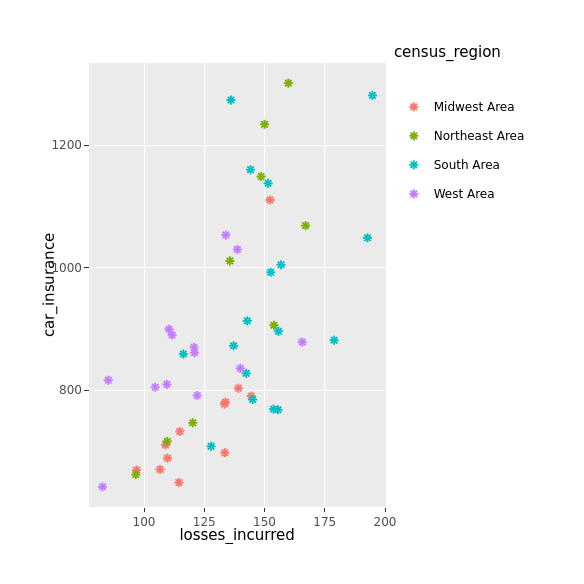 census_region
Midwest Area
Northeast Area
South Area
West Area
1200
1000
800
car_insurance
100
125
150
175
200
losses_incurred